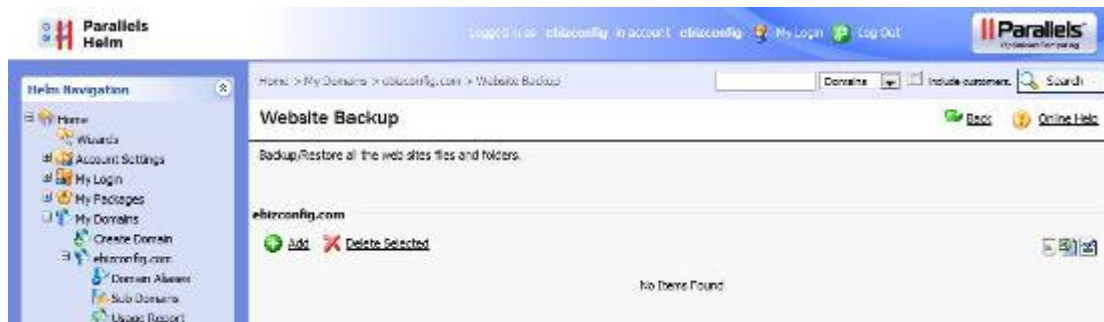 Parallels
Helm
Logged in as ebizconfig in account ebizconfig My Login Log Out
Parallels
Optimized Computing
Helm Navigation
Home > My Domains > ebizconfig.com > Website Backup
Domains
Include customers.
Search
Home
Website Backup
Back
Online Help
Wizards
Backup/Restore all the web sites files and folders.
Account Settings
My Login
My Packages
My Domains
ebizconfig.com
Create Domain
Add
Delete Selected
ebizconfig.com
Domain Aliases
No Items Found
Sub Domains
Usage Report